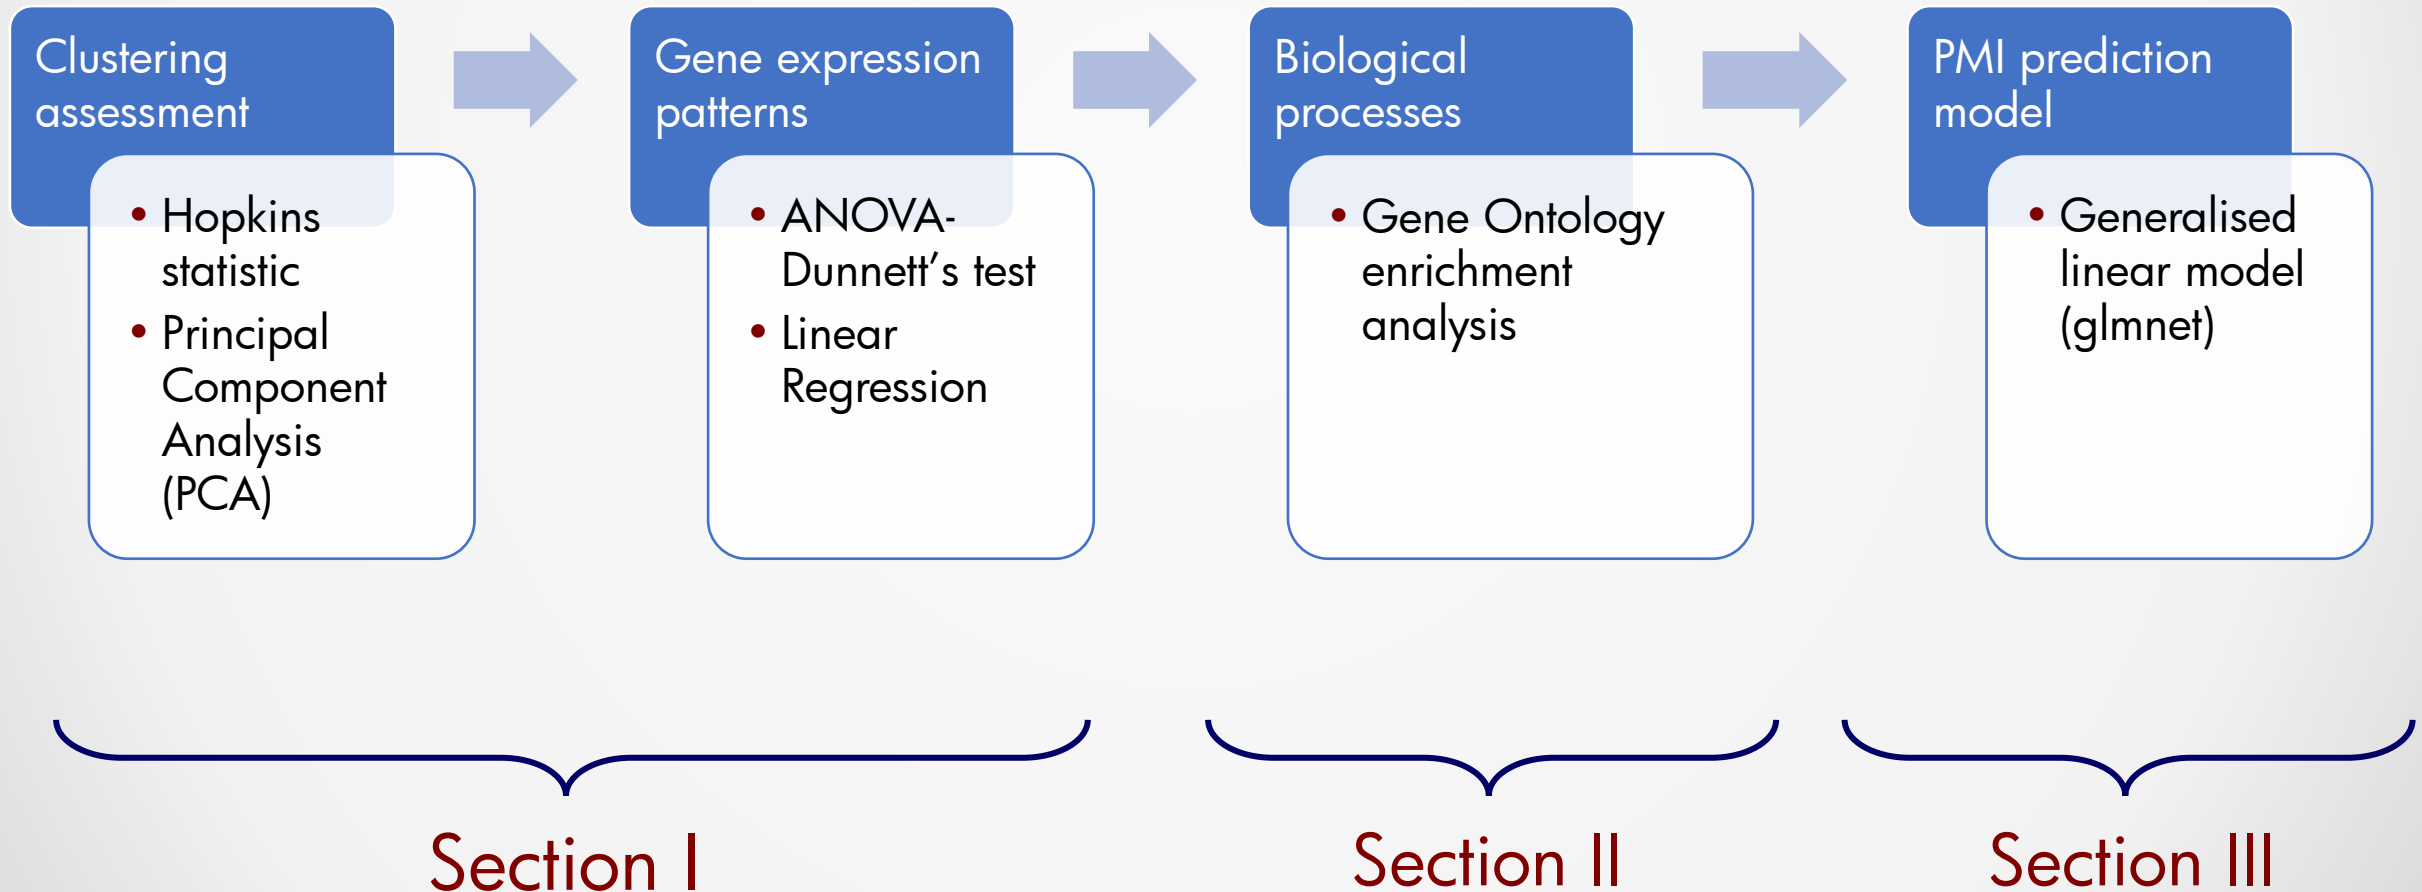 Clustering
assessment
• Hopkins
statistic
• Principal
Component
Analysis
(PCA)
Gene expression
patterns
• ANOVA-
Dunnett’s test
• Linear
Regression
Biological
processes
• Gene Ontology
enrichment
analysis
PMI prediction
model
• Generalised
linear model
(glmnet)
Section I
Section II
Section III